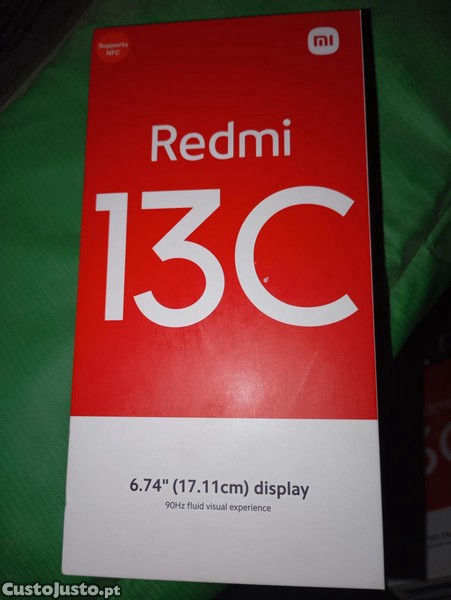 Supports
NFC
mi
Redmi
13C
6.74" (17.11cm) display
90Hz fluid visual experience
CustoJusto.pt